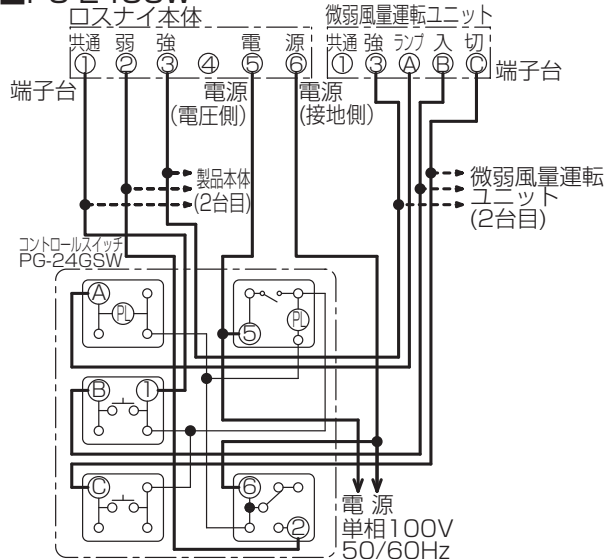 ■PG-24GSW
ロスナイ本体
微弱風量運転ユニット
共通 弱 強 電 源
① ② ③ ④ ⑤ ⑥
共通 強 ランプ 入 切
① ③ Ⓐ Ⓑ Ⓒ
端子台
端子台
電源
(電圧側)
電源
(接地側)
製品本体
(2台目)
微弱風量運転
ユニット
(2台目)
コントロールスイッチ
PG-24GSW
Ⓐ
PL
⑤
PL
Ⓑ ①
Ⓒ
⑥
②
電 源
単相100V
50/60Hz